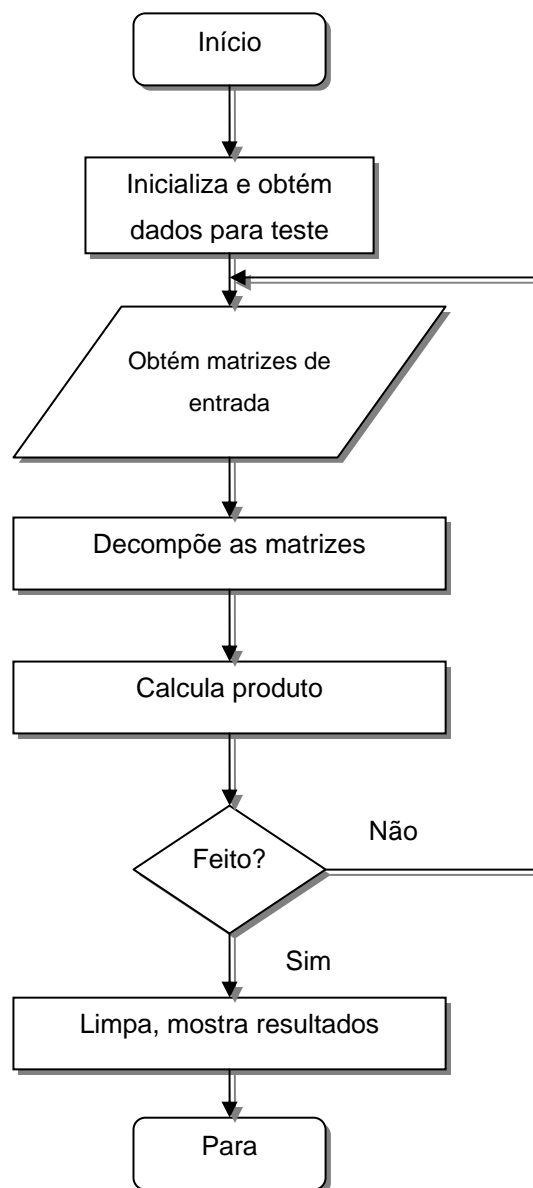 Início
Inicializa e obtém
dados para teste
Obtém matrizes de
entrada
Decompõe as matrizes
Calcula produto
Não
Feito?
Sim
Limpa, mostra resultados
Para